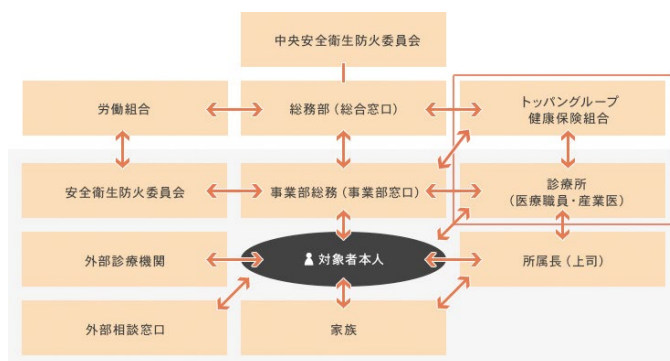 中央安全衛生防火委員会
労働組合
総務部（総合窓口）
トッパングループ
健康保険組合
安全衛生防火委員会
事業部総務（事業部窓口）
診療所
（医療職員・産業医）
外部診療機関
対象者本人
所属長（上司）
外部相談窓口
家族